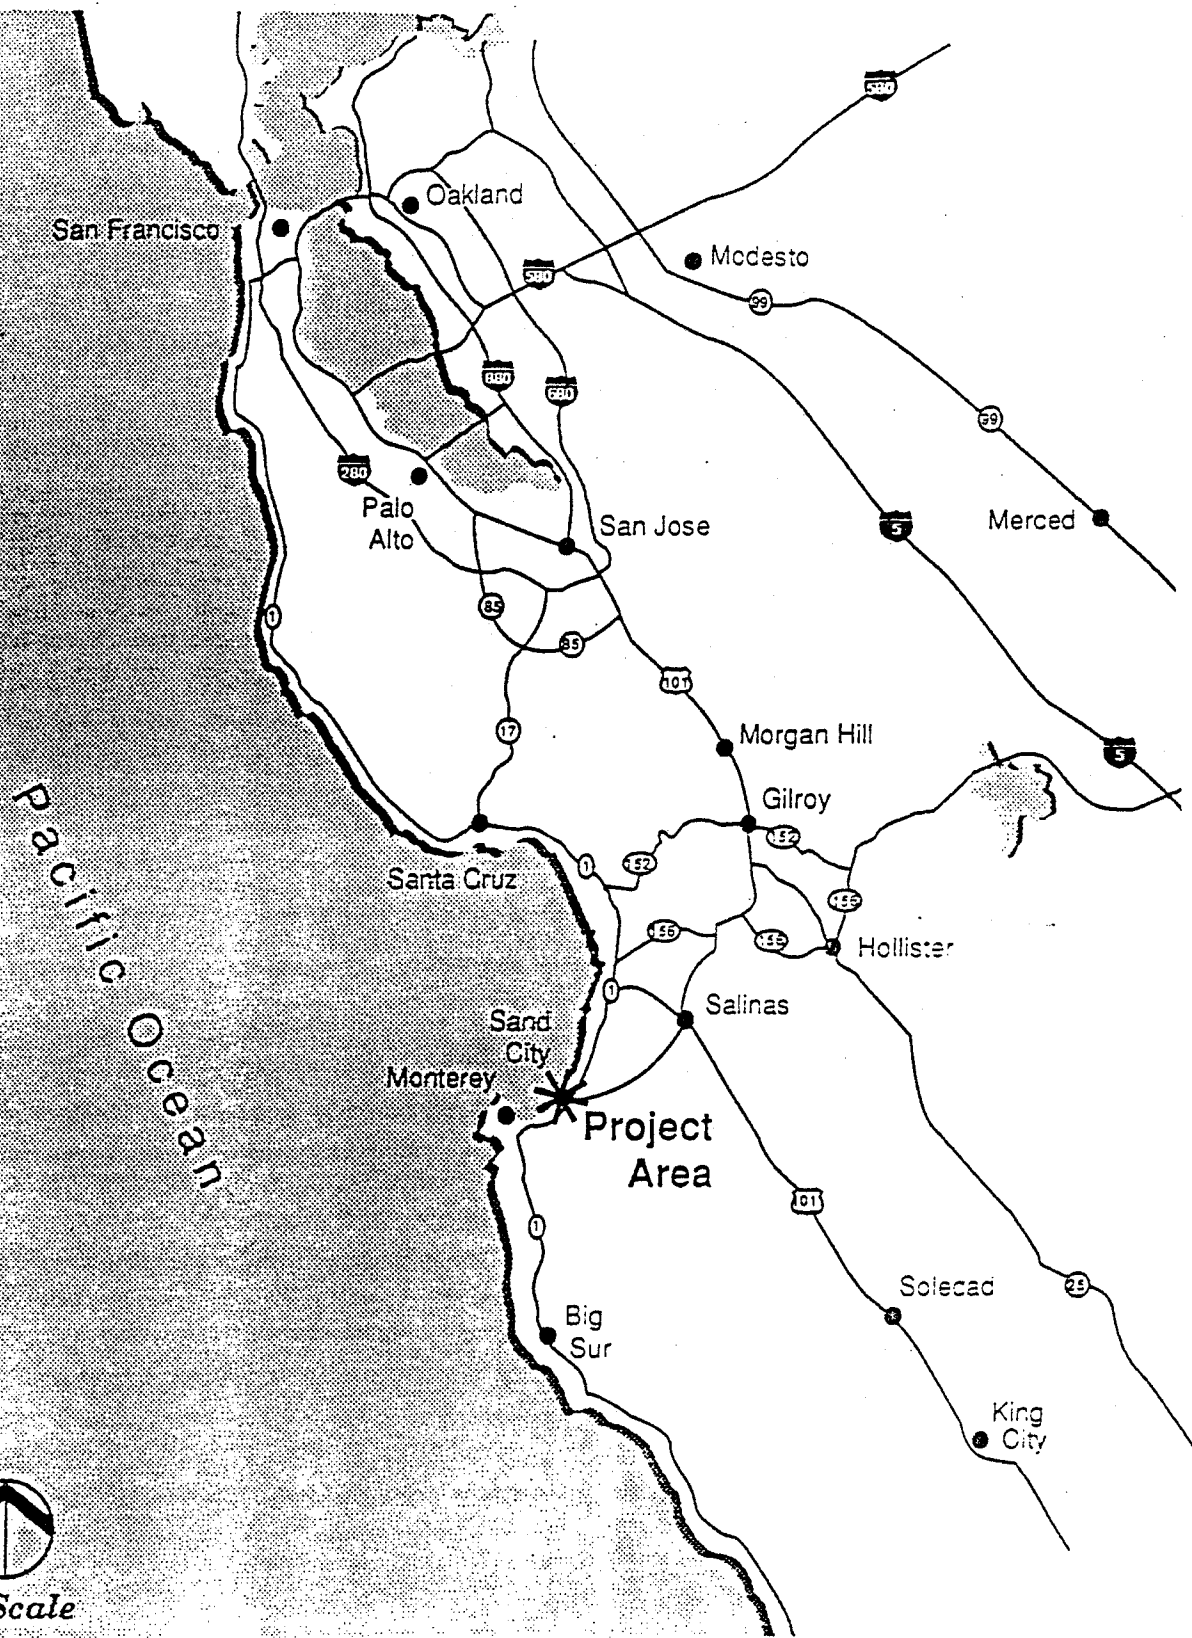 580
Oakland
San Francisco
Modesto
580
99
880
680
99
280
Palo
Alto
San Jose
5
Merced
85
1
85
101
17
Morgan Hill
5
Pacific Ocean
Gilroy
152
1
152
Santa Cruz
156
156
156
Hollister
1
Salinas
Sand
City
Monterey
Project
Area
101
1
Soledad
25
Big
Sur
King
City
Scale